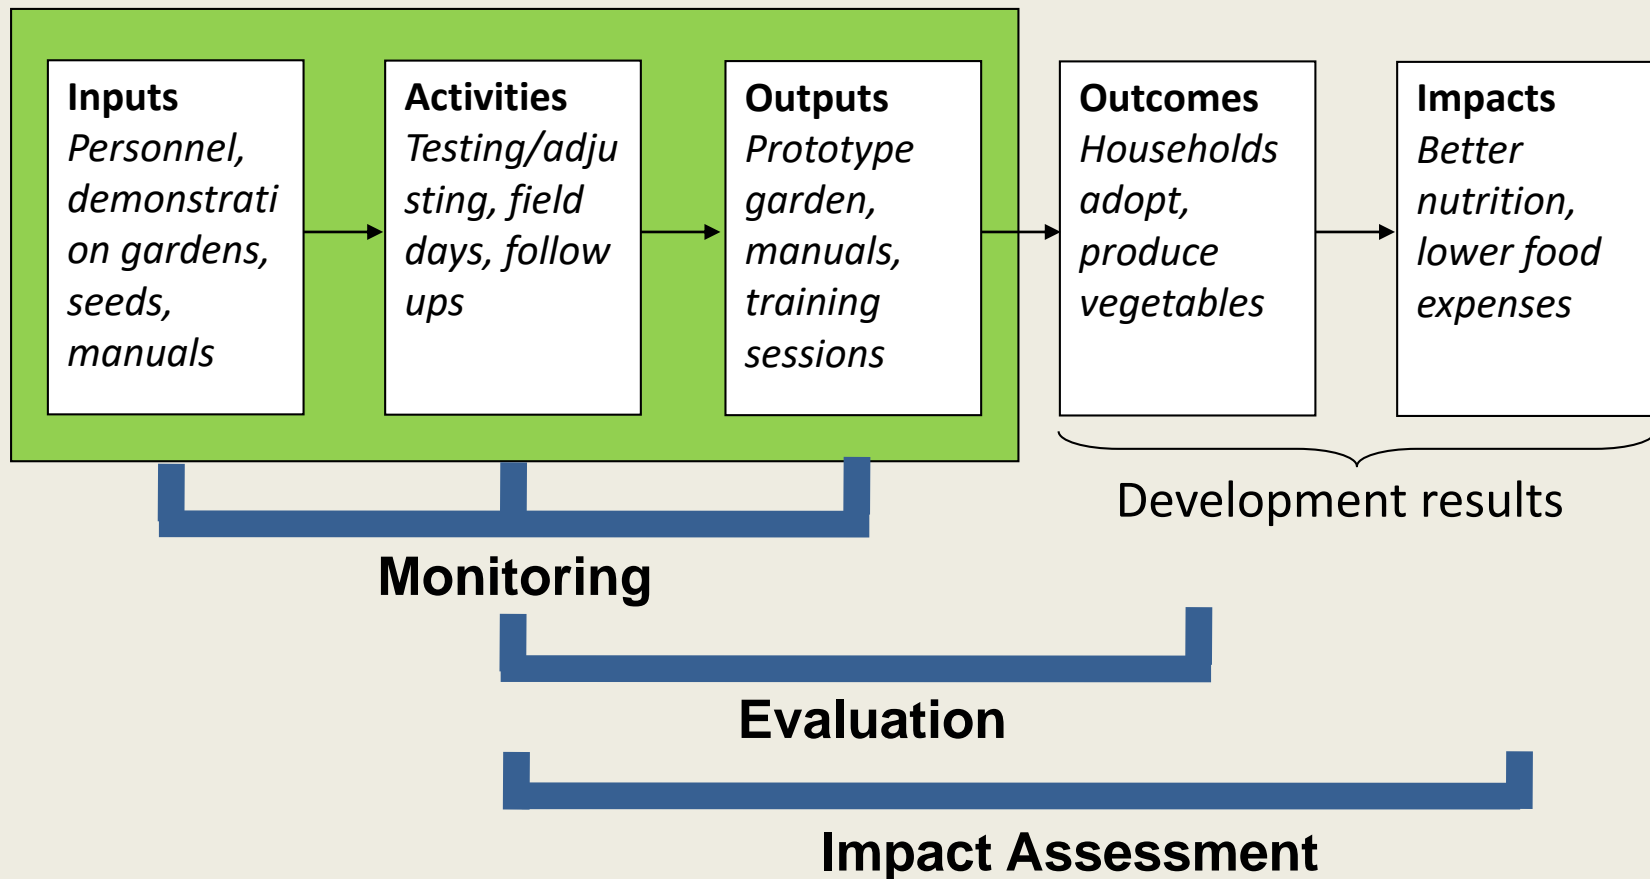 Inputs
Personnel,
demonstrati
on gardens,
seeds,
manuals
Activities
Testing/adju
sting, field
days, follow
ups
Outputs
Prototype
garden,
manuals,
training
sessions
Outcomes
Households
adopt,
produce
vegetables
Impacts
Better
nutrition,
lower food
expenses
Development results
Monitoring
Evaluation
Impact Assessment